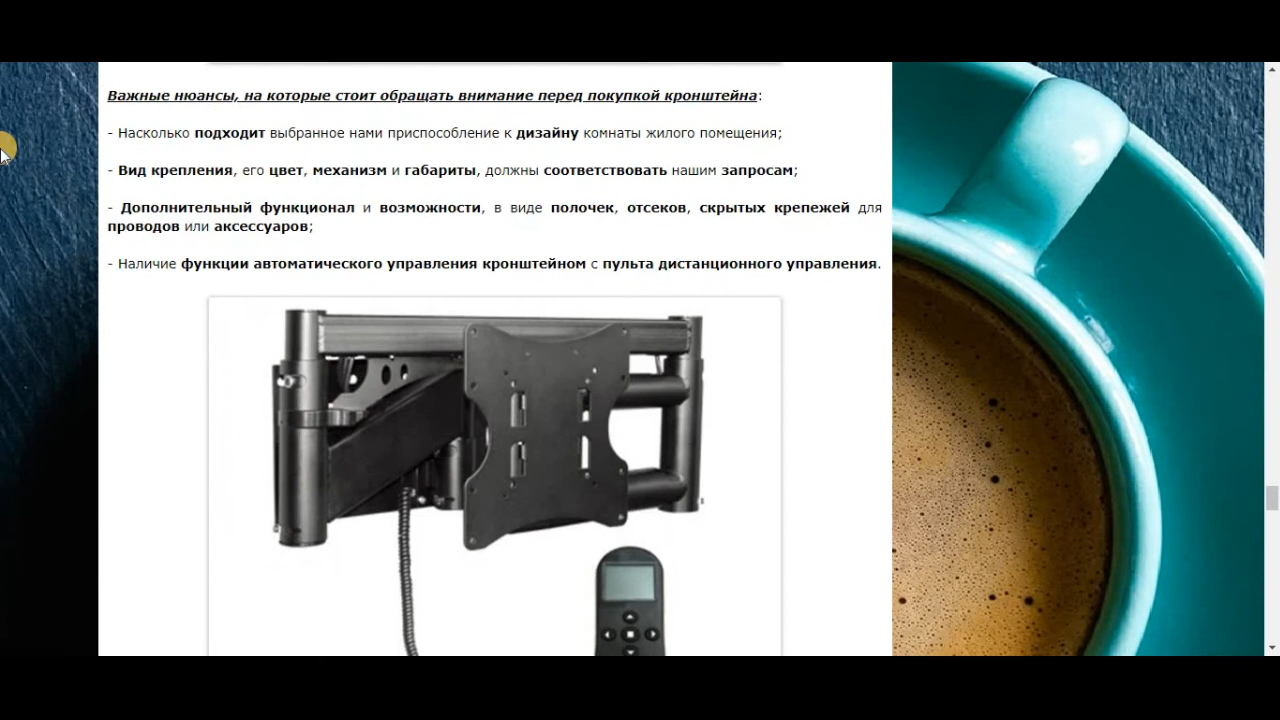 Важные нюансы, на которые стоит обращать внимание перед покупкой кронштейна:
- Насколько подходит выбранное нами приспособление к дизайну комнаты жилого помещения;
- Вид крепления, его цвет, механизм и габариты, должны соответствовать нашим запросам;
- Дополнительный функционал и возможности, в виде полочек, отсеков, скрытых крепежей для
проводов или аксессуаров;
- Наличие функции автоматического управления кронштейном с пульта дистанционного управления.